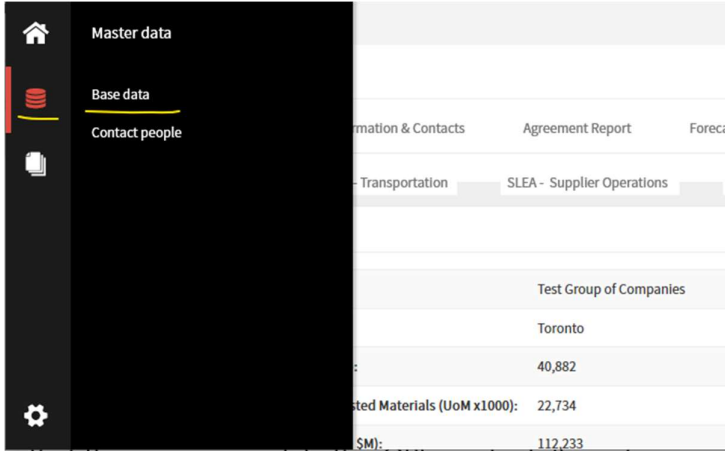 Master data
Base data
Contact people
rmation & Contacts Agreement Report Foreca
- Transportation SLEA - Supplier Operations
Test Group of Companies
Toronto
: 40,882
sted Materials (UoM x1000): 22,734
$M): 112,233